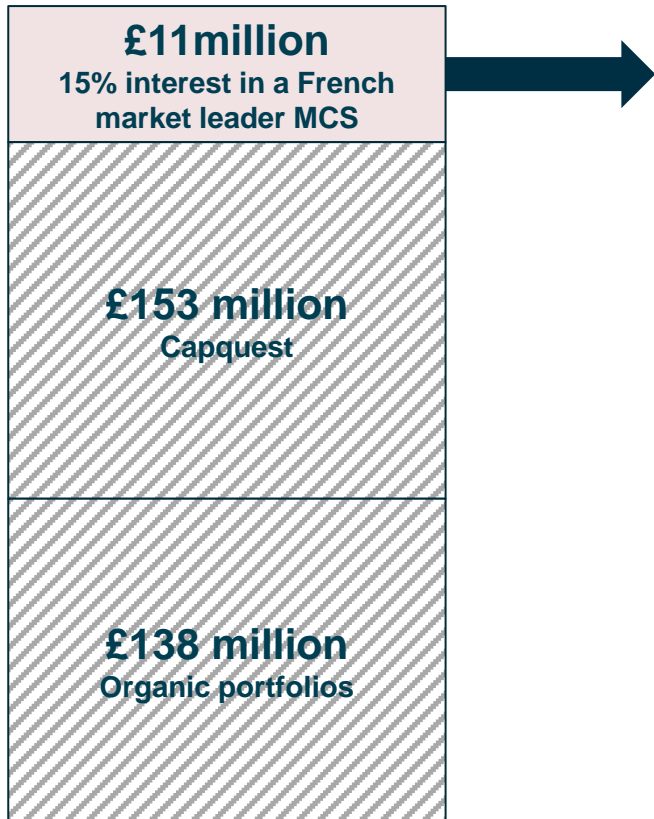 £11million
15% interest in a French
market leader MCS
£153 million
Capquest
£138 million
Organic portfolios